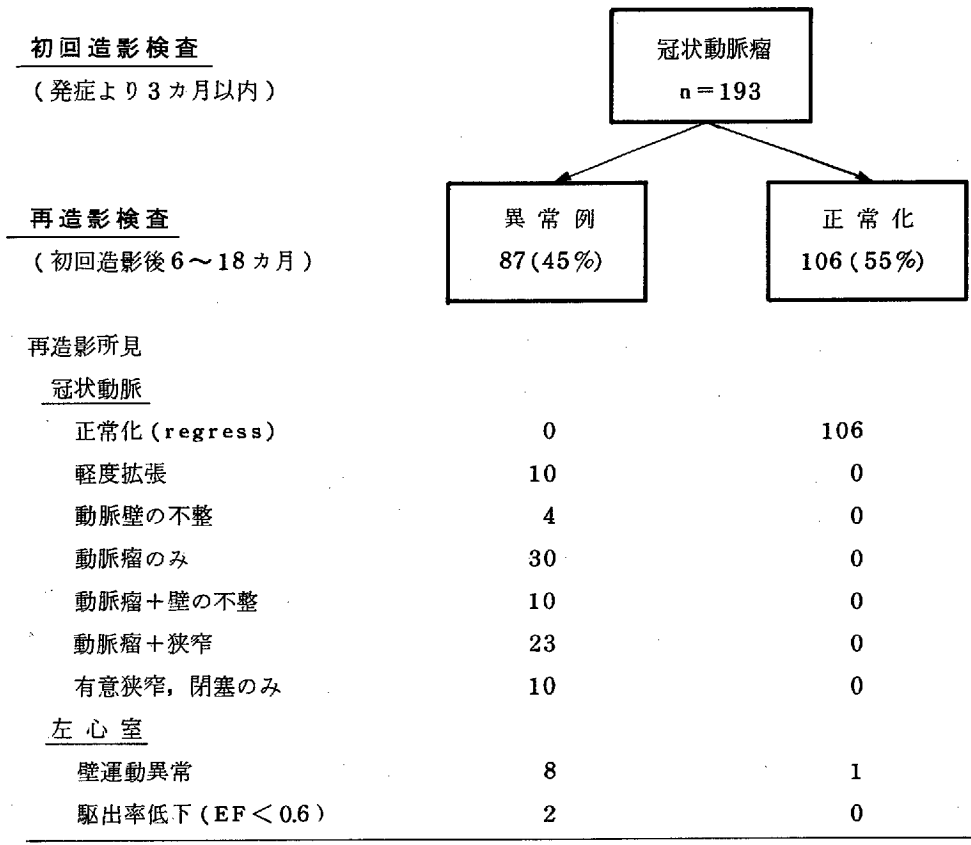 初回造影検査
(発症より3カ月以内)
冠状動脈瘤
n=193
再造影検査
(初回造影後6〜18カ月)
異常例
87(45%)
正常化
106(55%)
再造影所見
冠状動脈
正常化(regress) 0 106
軽度拡張 10 0
動脈壁の不整 4 0
動脈瘤のみ 30 0
動脈瘤+壁の不整 10 0
動脈瘤+狭窄 23 0
有意狭窄,閉塞のみ 10 0
左心室
壁運動異常 8 1
駆出率低下(EF<0.6) 2 0